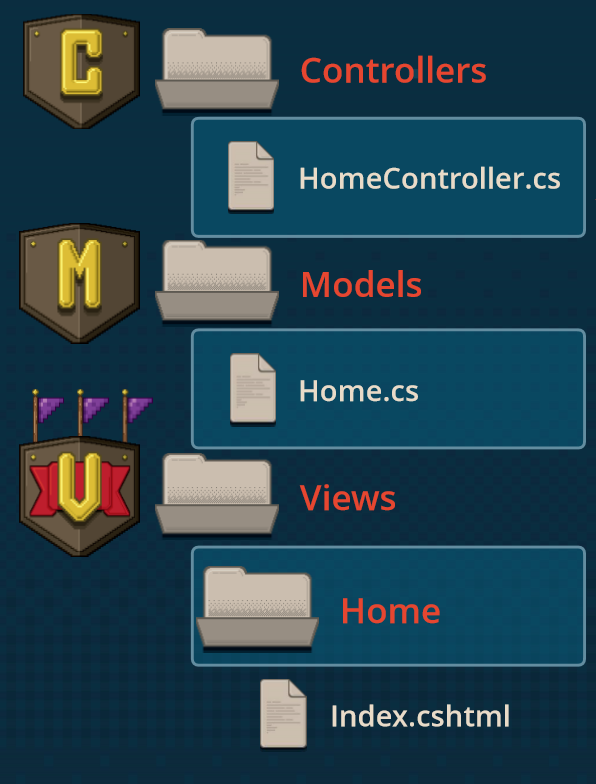 C
Controllers
HomeController.cs
M
Models
Home.cs
V
Views
Home
Index.cshtml